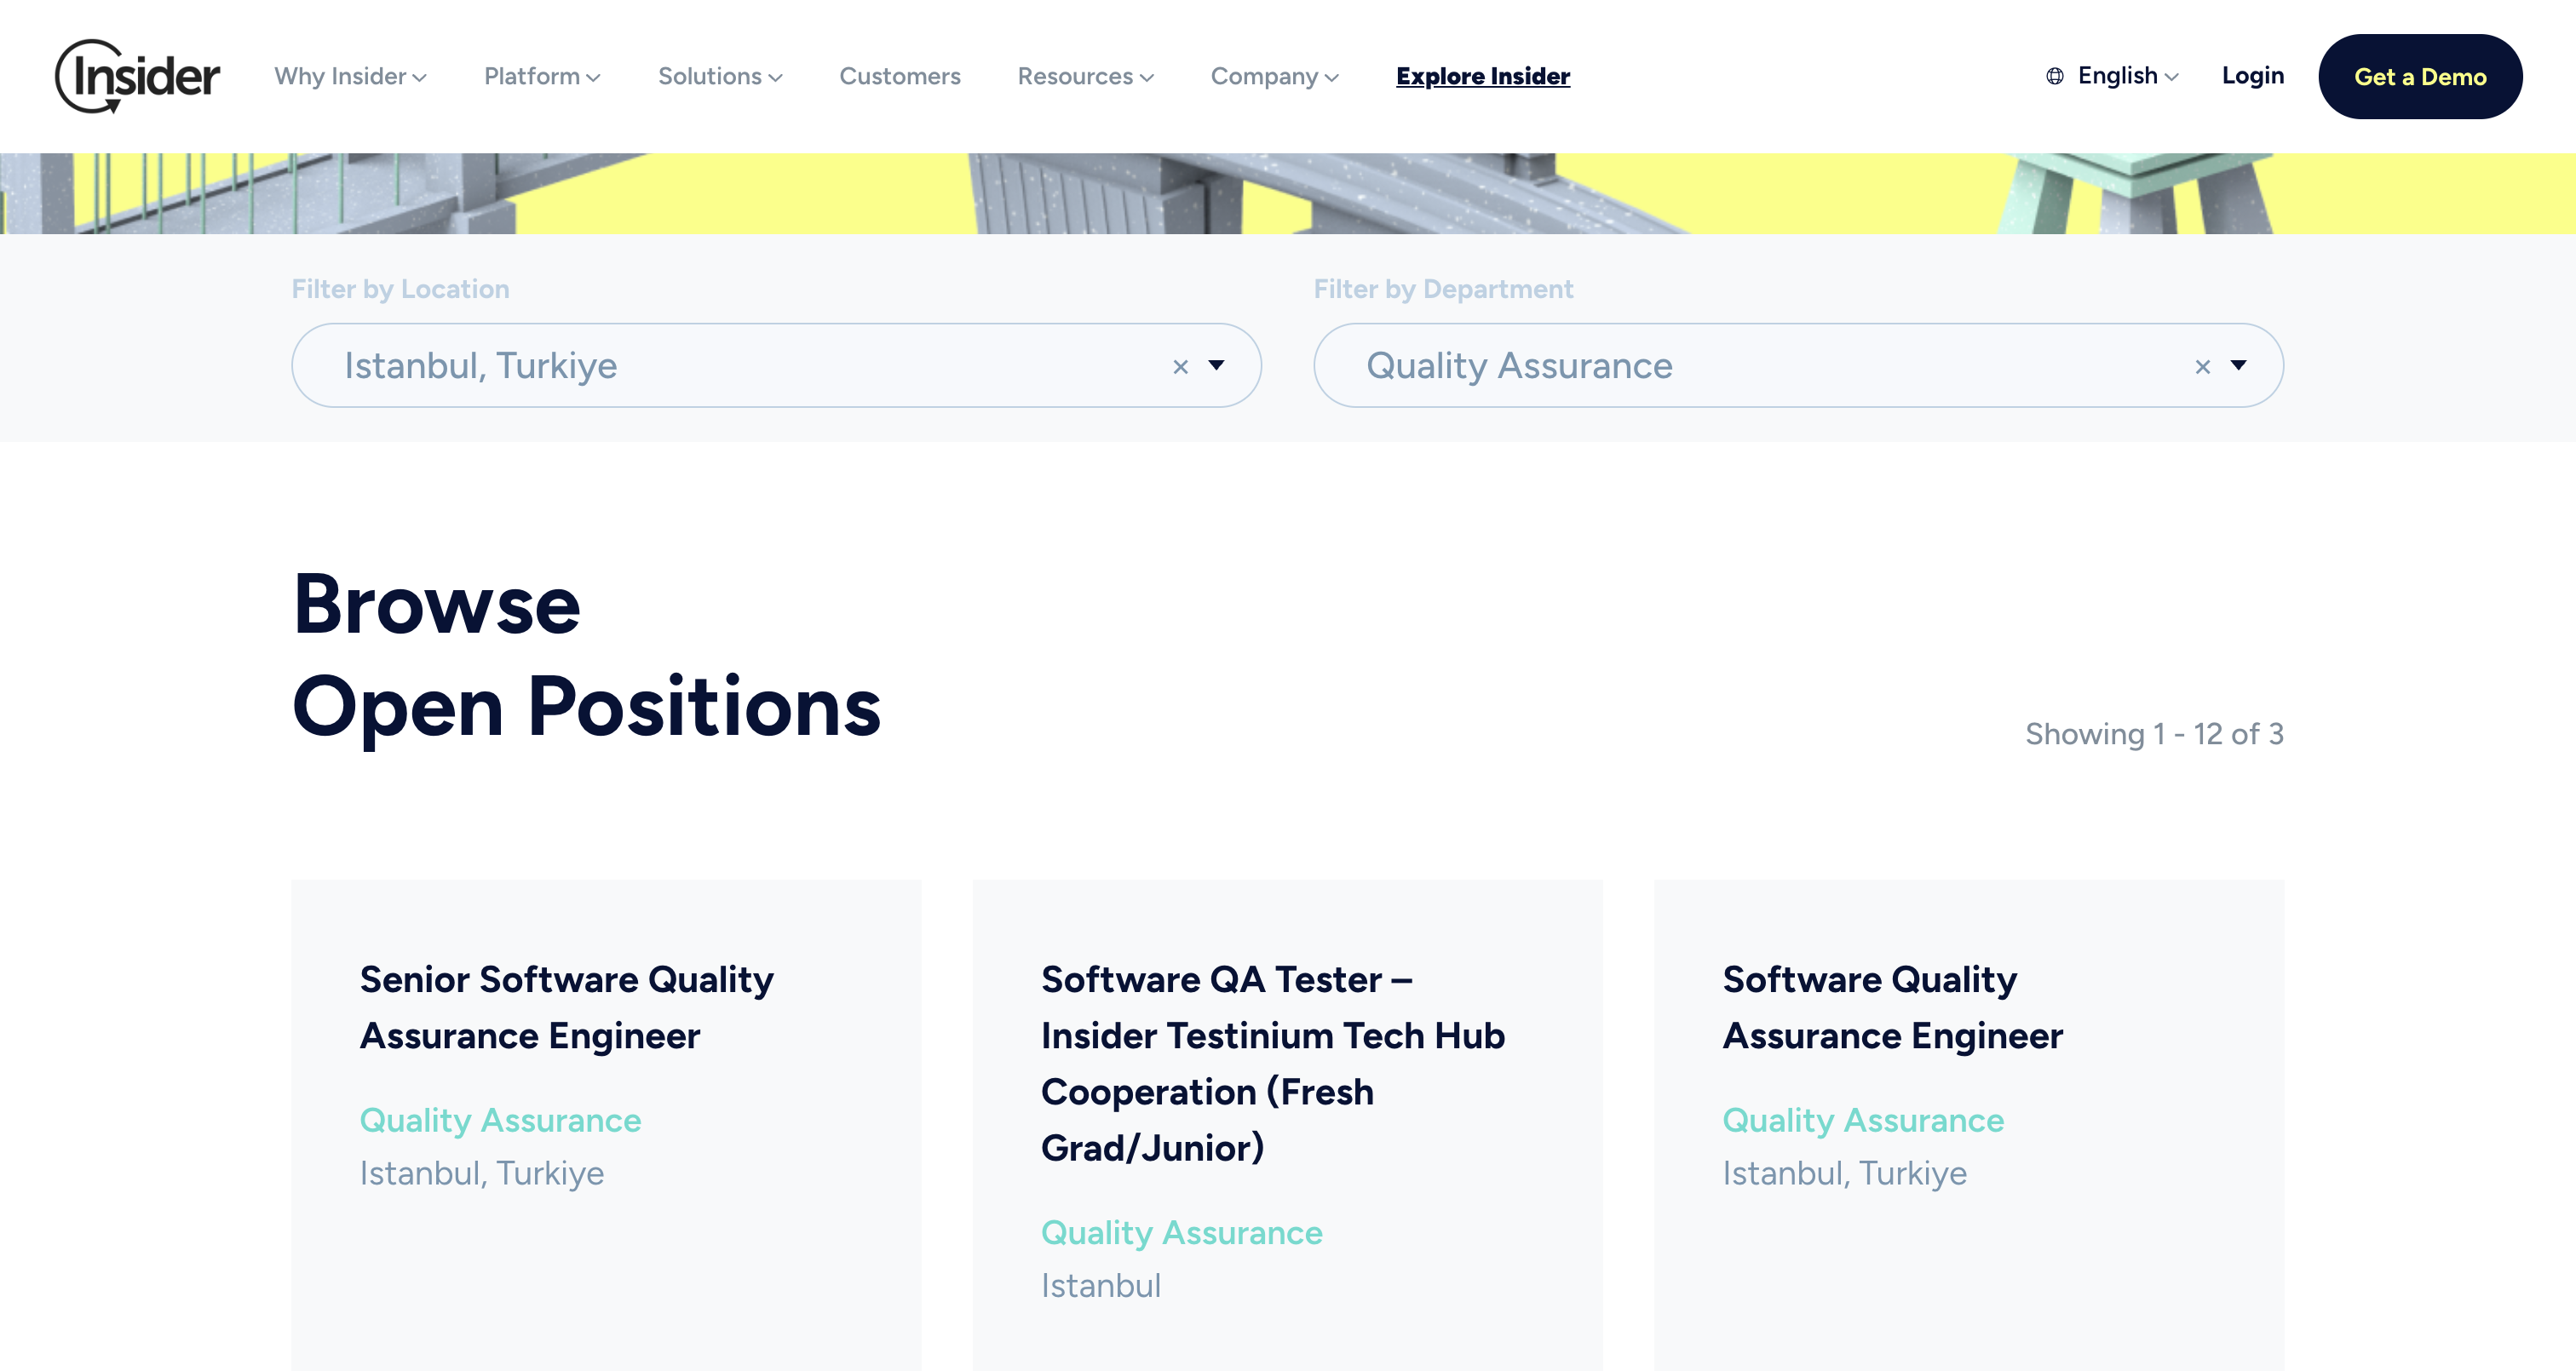 Insider
Why Insider
Platform
Solutions
Customers
Resources
Company
Explore Insider
English
Login
Get a Demo
Filter by Location
Filter by Department
Istanbul, Turkiye
×
Quality Assurance
×
Browse
Open Positions
Showing 1 - 12 of 3
Senior Software Quality
Assurance Engineer
Quality Assurance
Istanbul, Turkiye
Software QA Tester –
Insider Testinium Tech Hub
Cooperation (Fresh
Grad/Junior)
Quality Assurance
Istanbul
Software Quality
Assurance Engineer
Quality Assurance
Istanbul, Turkiye